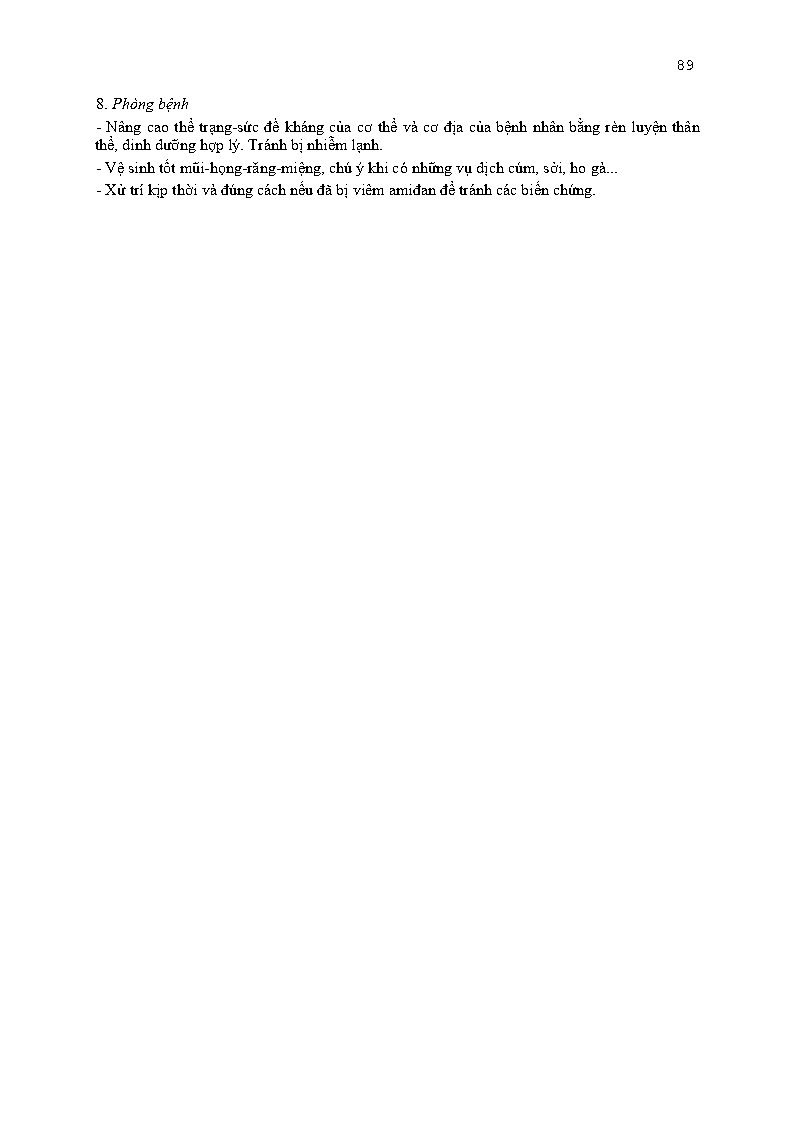 89
8. Phòng bệnh
- Nâng cao thể trạng-sức đề kháng của cơ thể và cơ địa của bệnh nhân bằng rèn luyện thân
thể, dinh dưỡng hợp lý. Tránh bị nhiễm lạnh.
- Vệ sinh tốt mũi-họng-răng-miệng, chú ý khi có những vụ dịch cúm, sởi, ho gà...
- Xử trí kịp thời và đúng cách nếu đã bị viêm amiđan để tránh các biến chứng.